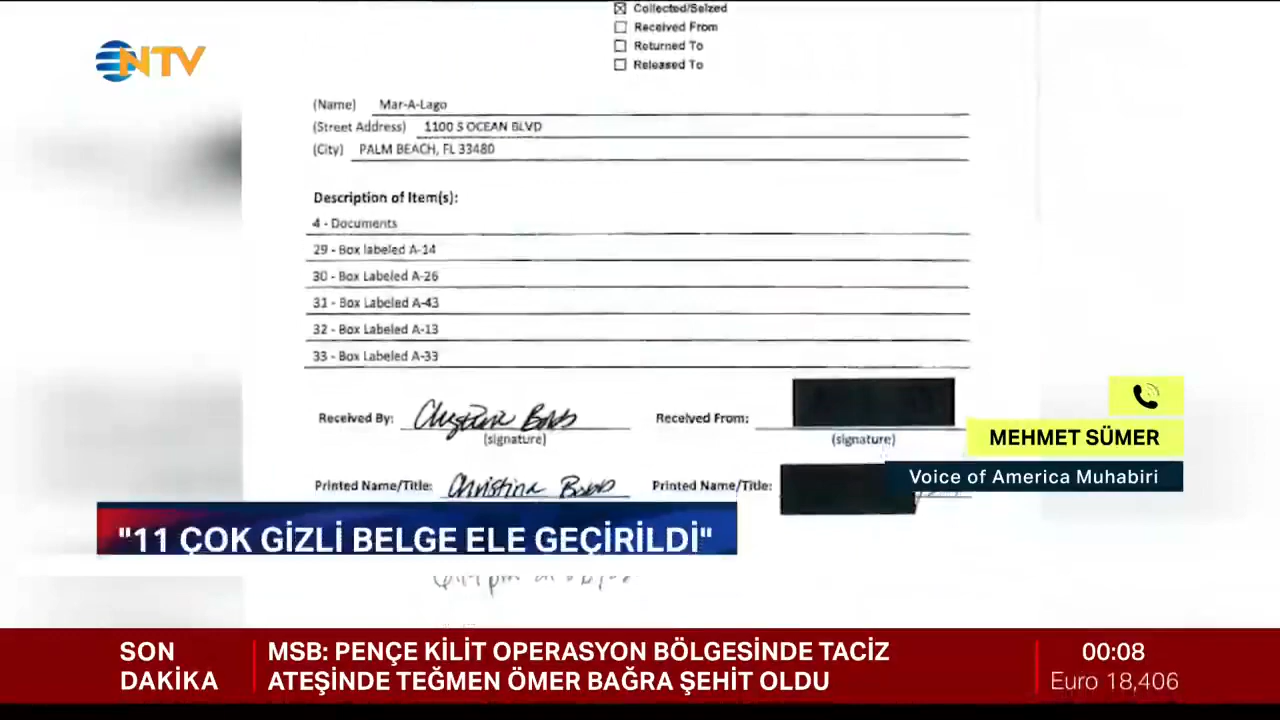 Collected/Seized
Received From
Returned To
Released To
NTV
(Name) Mar-A-Lago
(Street Address) 1100 S OCEAN BLVD
(City) PALM BEACH, FL 33480
Description of Item(s):
4 - Documents
29 - Box labeled A-14
30 - Box Labeled A-26
31 - Box Labeled A-43
32 - Box Labeled A-13
33 - Box Labeled A-33
Received By: Christina Bobb Received From:
(signature) (signature)
MEHMET SÜMER
Voice of America Muhabiri
Printed Name/Title: Christina Bobb Printed Name/Title:
"11 ÇOK GİZLİ BELGE ELE GEÇİRİLDİ"
SON DAKİKA
MSB: PENÇE KİLİT OPERASYON BÖLGESİNDE TACİZ
ATEŞİNDE TEĞMEN ÖMER BAĞRA ŞEHİT OLDU
00:08
Euro 18,406